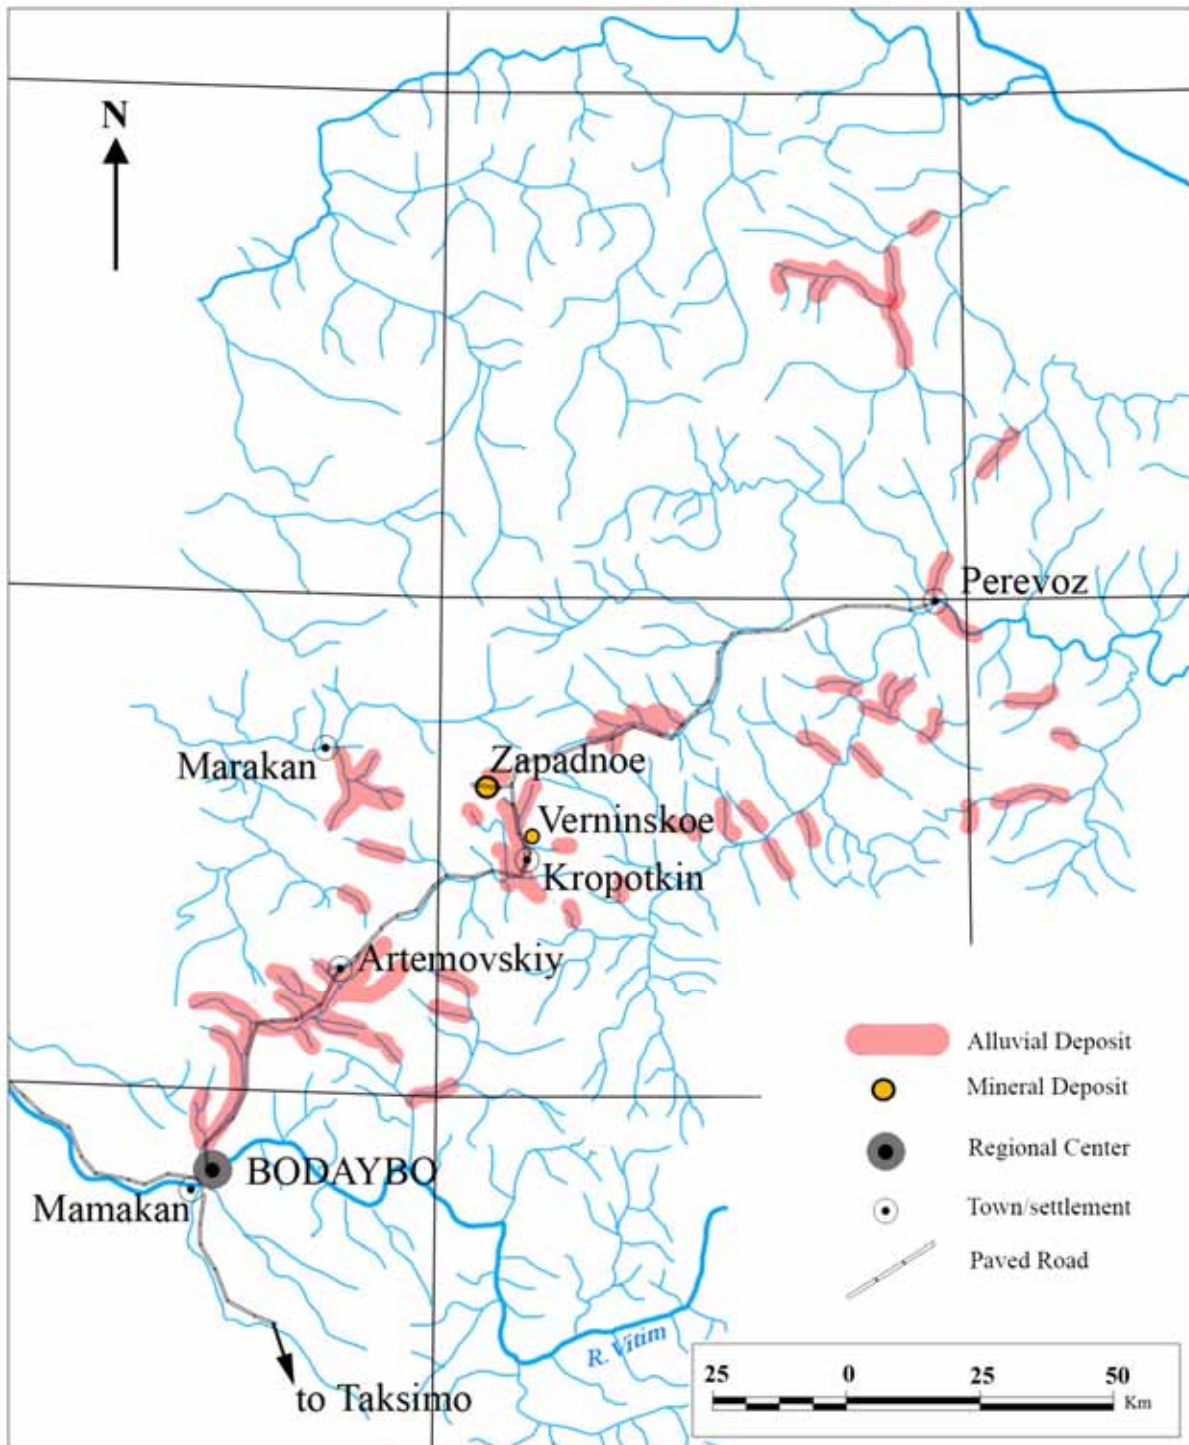 N
Perevoz
Marakan
Zapadnoe
Verninskoe
Kropotkin
Artemovskiy
Alluvial Deposit
Mineral Deposit
Regional Center
BODAYBO
Mamakan
Town/settlement
Paved Road
R. Vitim
to Taksimo
25 0 25 50
Km